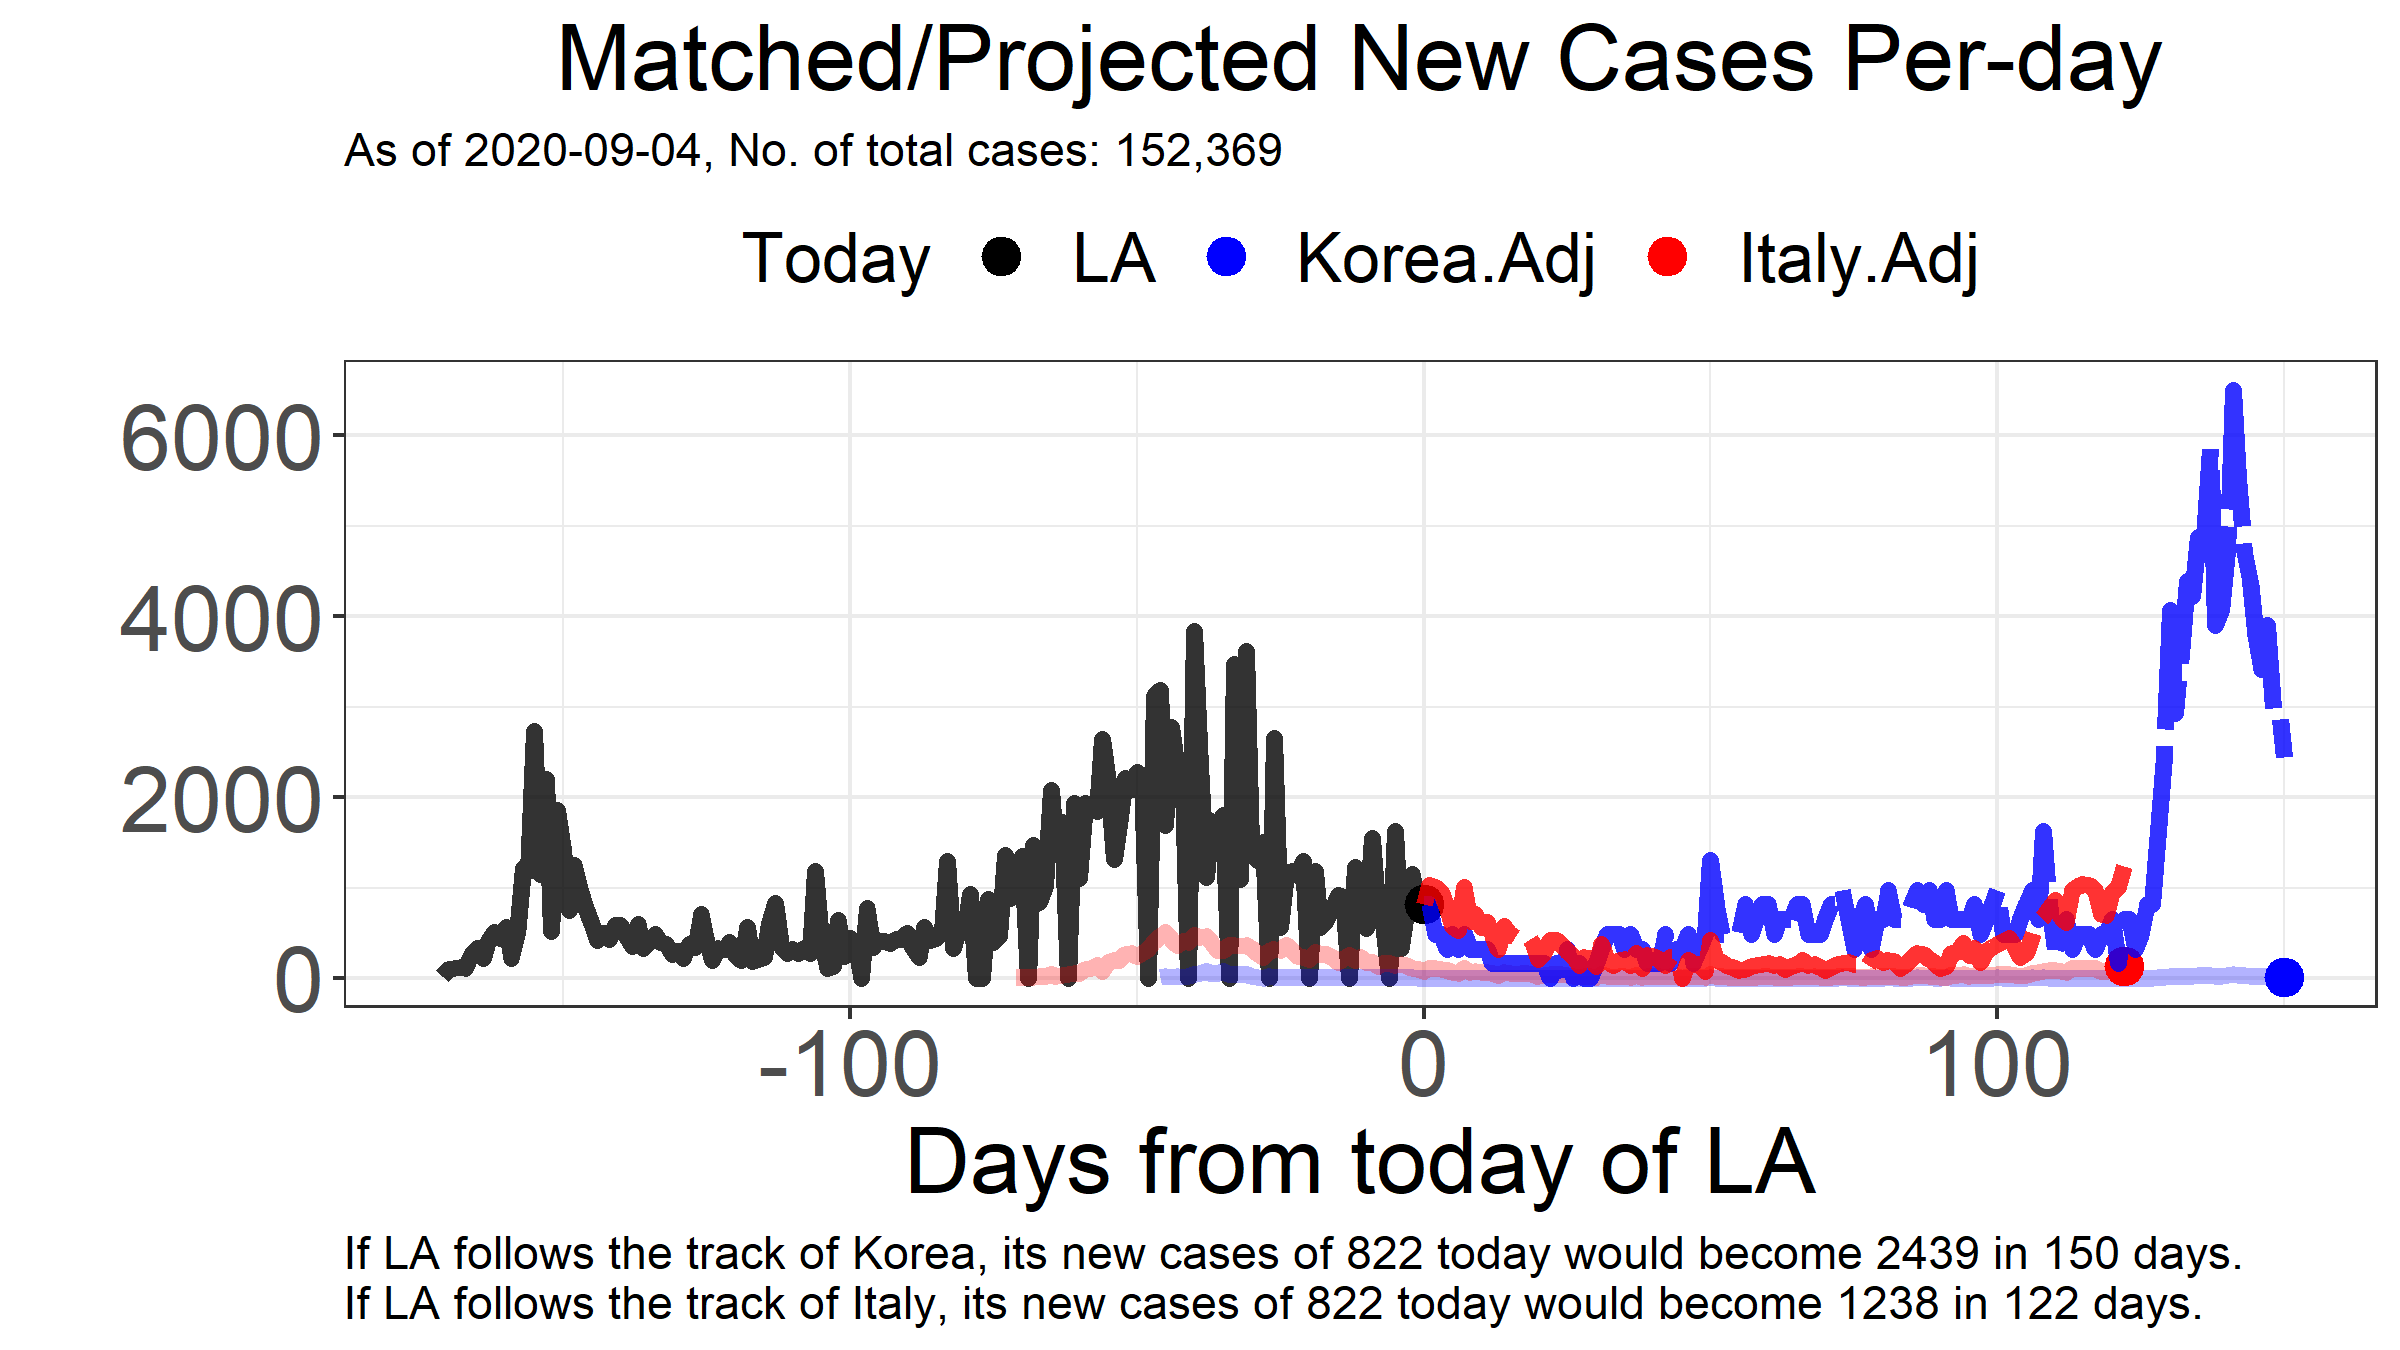 Matched/Projected New Cases Per-day
As of 2020-09-04, No. of total cases: 152,369
Today LA Korea.Adj Italy.Adj
6000
4000
2000
0
-100 0 100
Days from today of LA
If LA follows the track of Korea, its new cases of 822 today would become 2439 in 150 days.
If LA follows the track of Italy, its new cases of 822 today would become 1238 in 122 days.